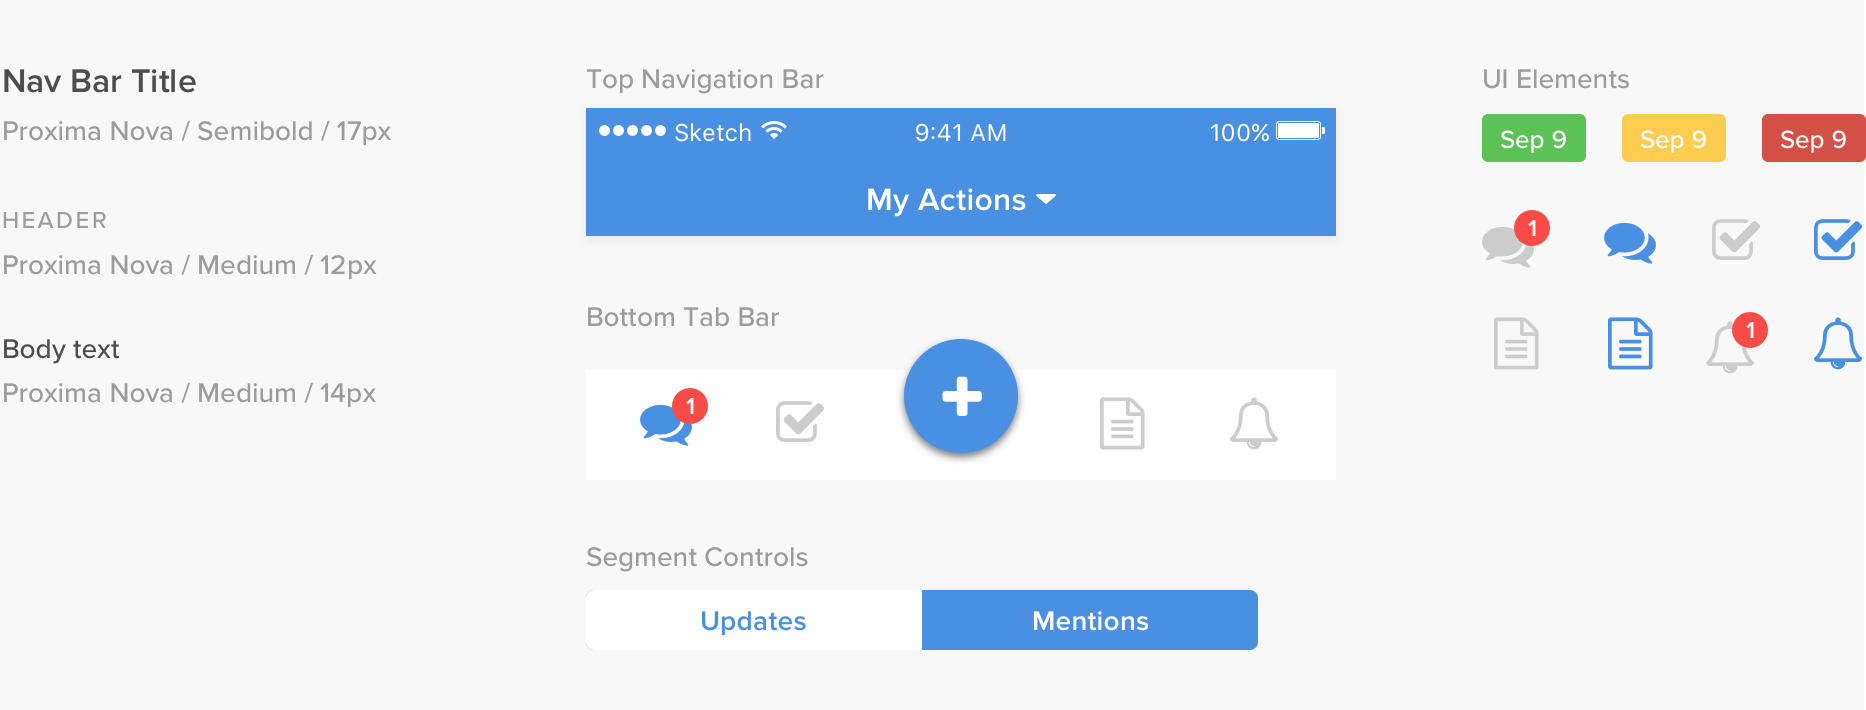 Nav Bar Title
Proxima Nova / Semibold / 17px
HEADER
Proxima Nova / Medium / 12px
Body text
Proxima Nova / Medium / 14px
Top Navigation Bar
Sketch 9:41 AM 100%
My Actions
Bottom Tab Bar
1
Segment Controls
Updates Mentions
UI Elements
Sep 9 Sep 9 Sep 9
1
1